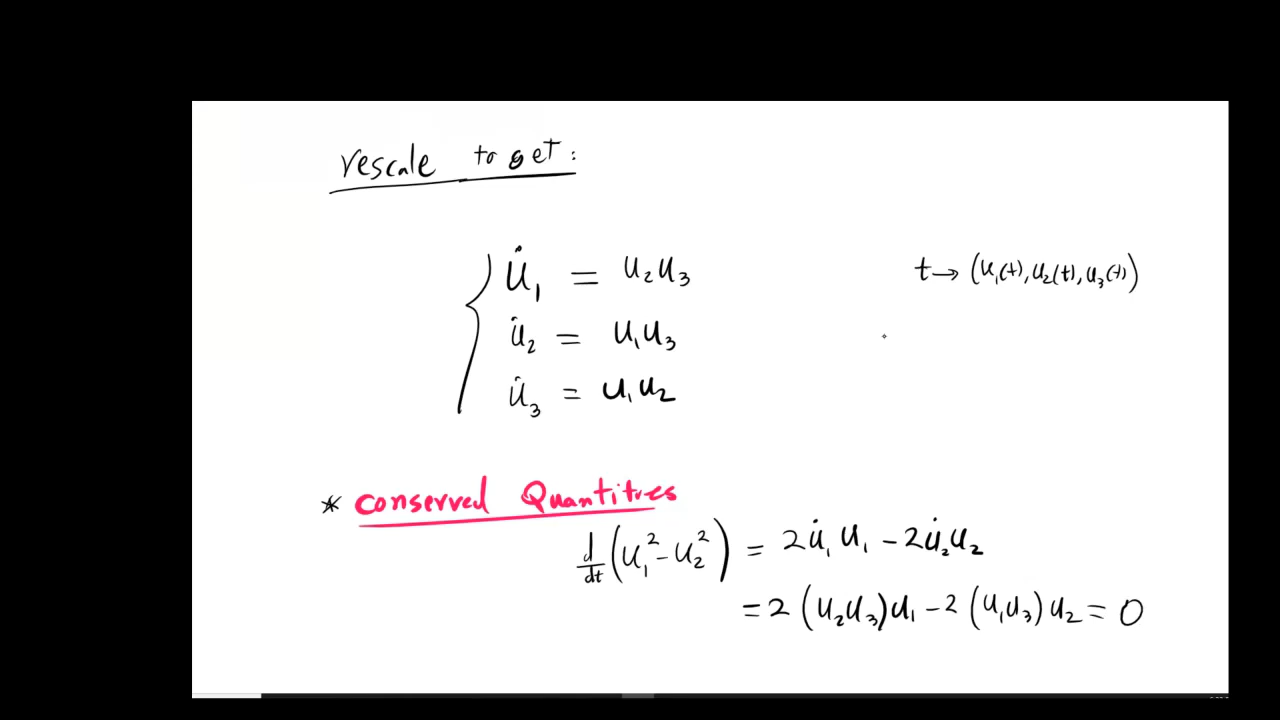 rescale to set:
u̇₁ = u₂u₃
t → (u₁(t), u₂(t), u₃(t))
u̇₂ = u₁u₃
u̇₃ = u₁u₂
* Conserved Quantities
d/dt (u₁² - u₂²) = 2u̇₁u₁ - 2u̇₂u₂
= 2(u₂u₃)u₁ - 2(u₁u₃)u₂ = 0